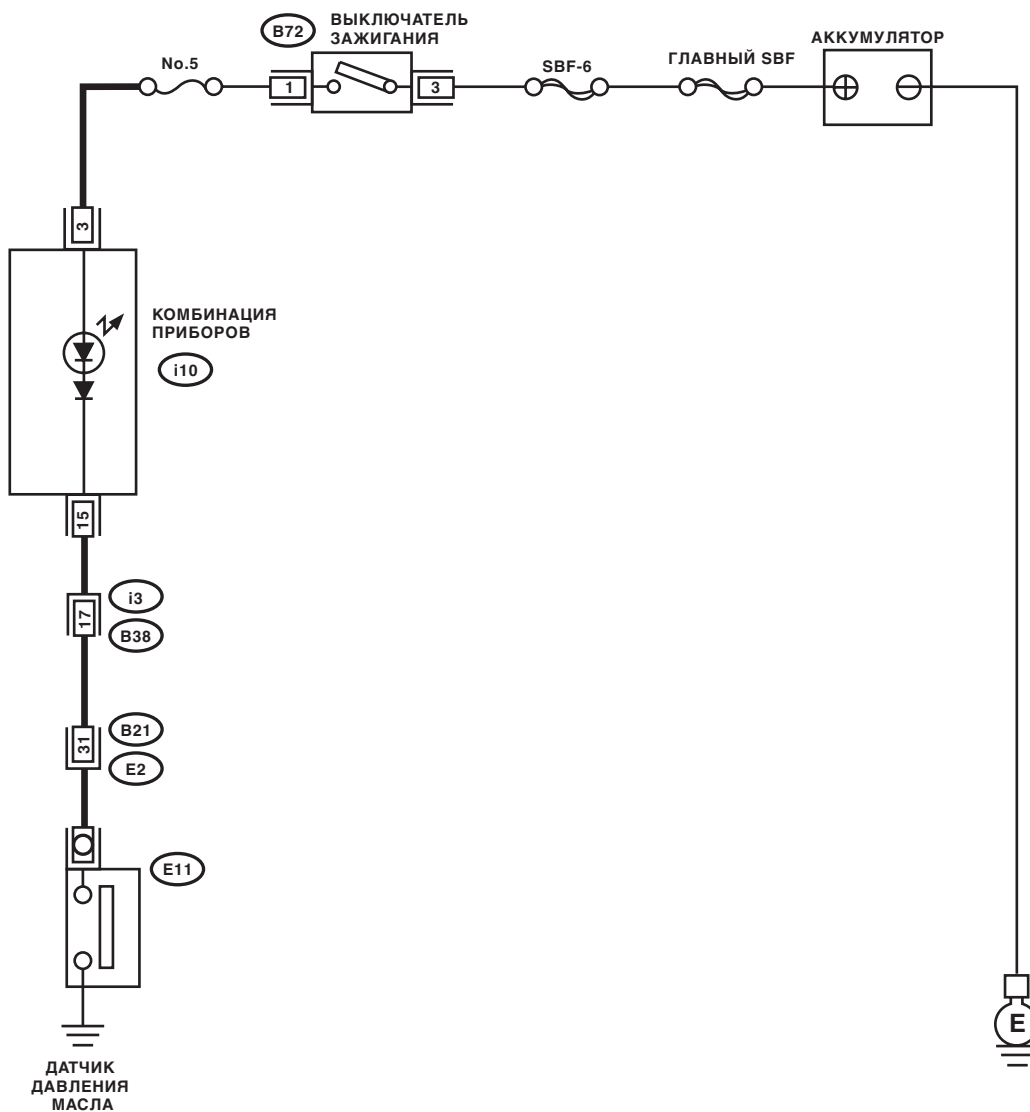 B72
ВЫКЛЮЧАТЕЛЬ
ЗАЖИГАНИЯ
No.5
1
3
SBF-6
ГЛАВНЫЙ SBF
АККУМУЛЯТОР
3
КОМБИНАЦИЯ
ПРИБОРОВ
i10
15
i3
17
B38
B21
31
E2
E11
E
ДАТЧИК
ДАВЛЕНИЯ
МАСЛА